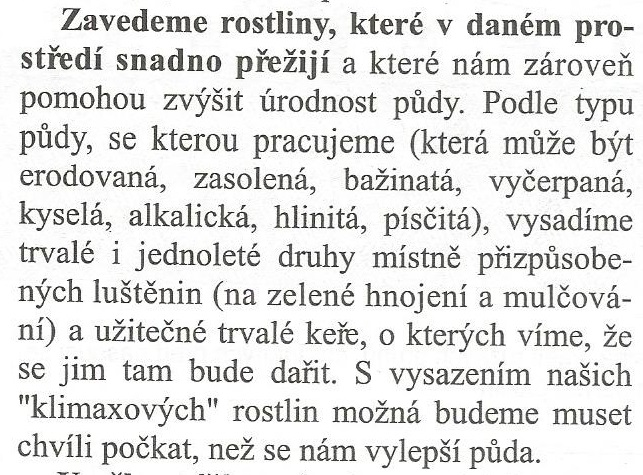 Zavedeme rostliny, které v daném pro-
středí snadno přežijí a které nám zároveň
pomohou zvýšit úrodnost půdy. Podle typu
půdy, se kterou pracujeme (která může být
erodovaná, zasolená, bažinatá, vyčerpaná,
kyselá, alkalická, hlinitá, písčitá), vysadíme
trvalé i jednoleté druhy místně přizpůsobe-
ných luštěnin (na zelené hnojení a mulčová-
ní) a užitečné trvalé keře, o kterých víme, že
se jim tam bude dařit. S vysazením našich
"klimaxových" rostlin možná budeme muset
chvíli počkat, než se nám vylepší půda.